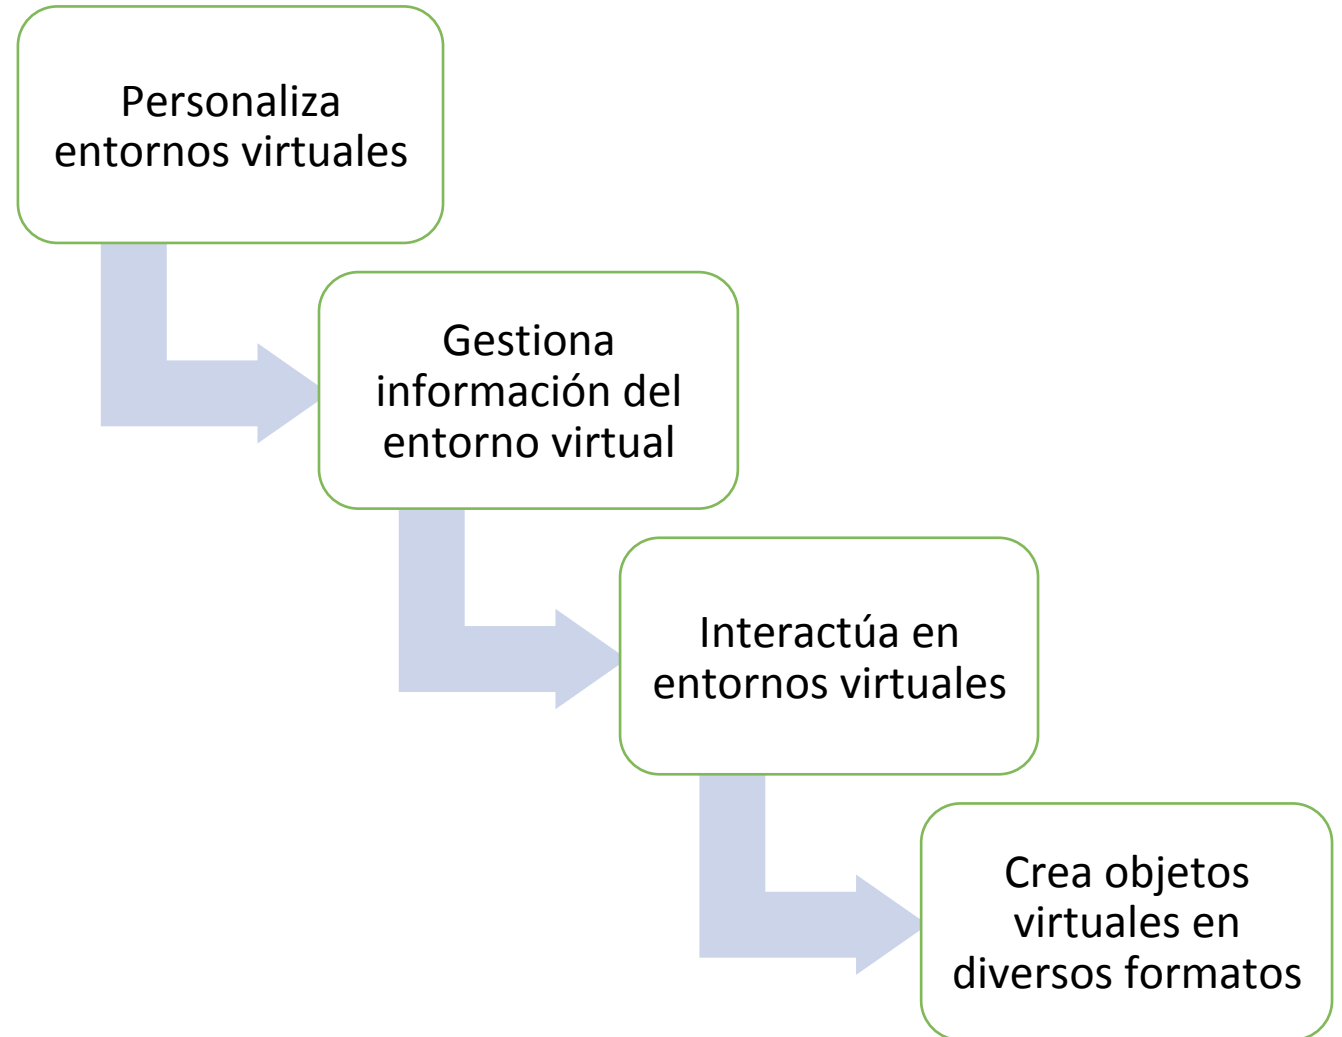 Personaliza
entornos virtuales
Gestiona
información del
entorno virtual
Interactúa en
entornos virtuales
Crea objetos
virtuales en
diversos formatos